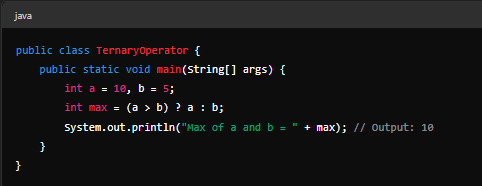 java
public class TernaryOperator {
    public static void main(String[] args) {
        int a = 10, b = 5;
        int max = (a > b) ? a : b;
        System.out.println("Max of a and b = " + max); // Output: 10
    }
}